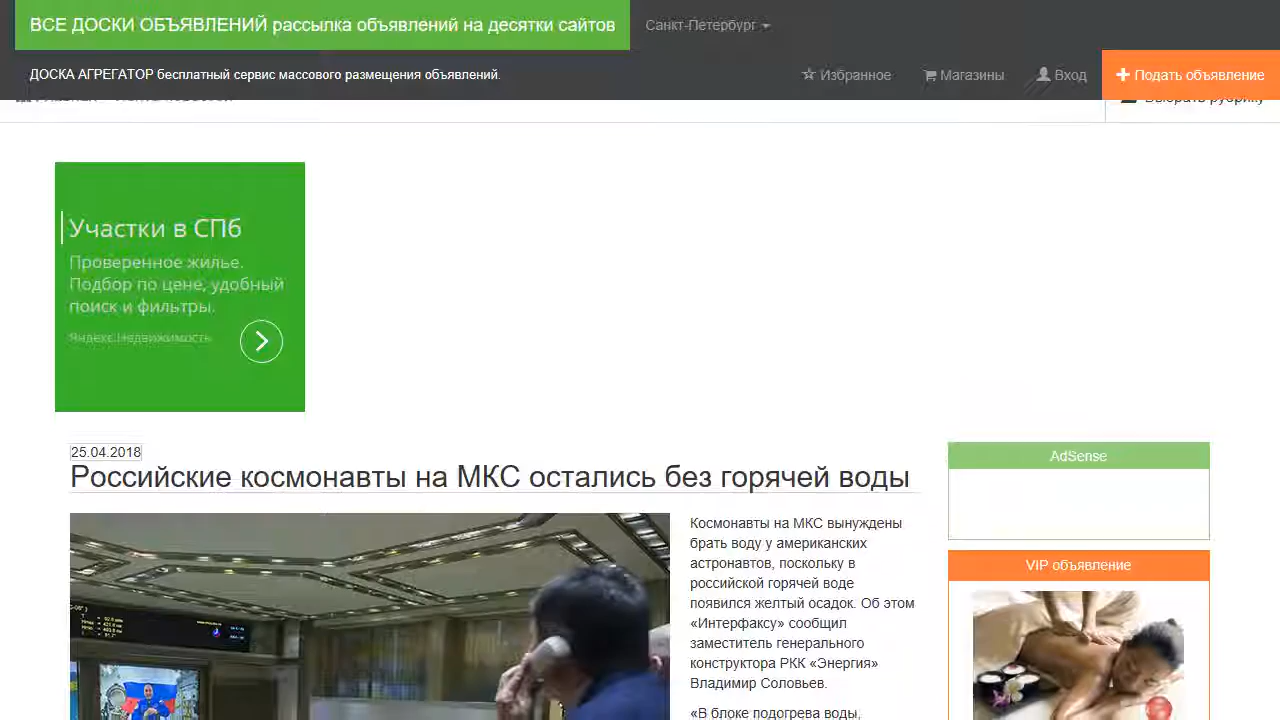 ВСЕ ДОСКИ ОБЪЯВЛЕНИЙ рассылка объявлений на десятки сайтов
Санкт-Петербург
ДОСКА АГРЕГАТОР бесплатный сервис массового размещения объявлений.
Избранное
Магазины
Вход
Подать объявление
Выбрать рубрику
Участки в СПб
Проверенное жилье.
Подбор по цене, удобный
поиск и фильтры.
Яндекс.Недвижимость
25.04.2018
Российские космонавты на МКС остались без горячей воды
AdSense
Космонавты на МКС вынуждены
брать воду у американских
астронавтов, поскольку в
российской горячей воде
появился желтый осадок. Об этом
«Интерфаксу» сообщил
заместитель генерального
конструктора РКК «Энергия»
Владимир Соловьев.
«В блоке подогрева воды,
VIP объявление